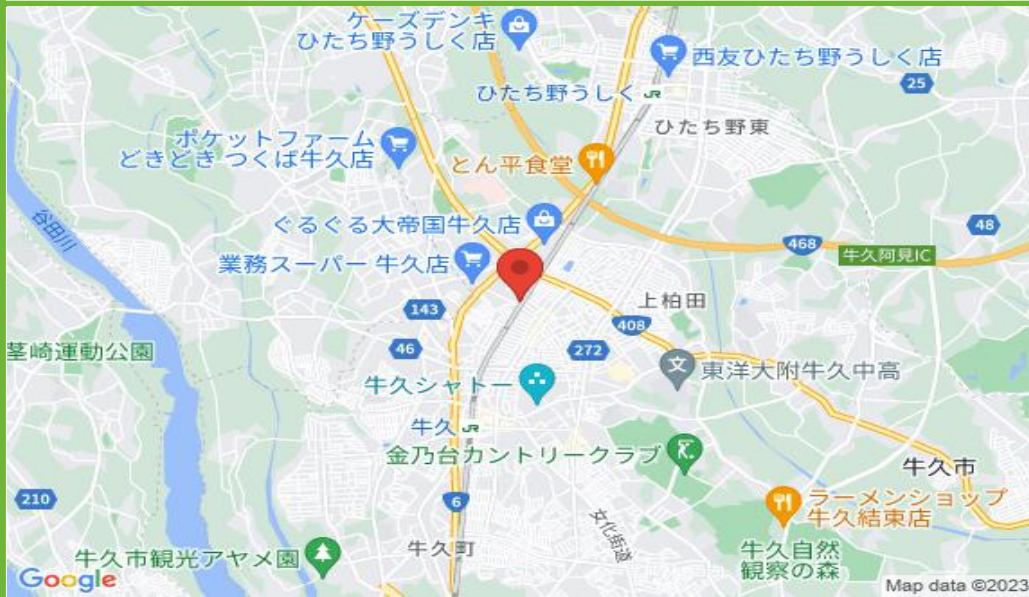 ケーズデンキ
ひたち野うしく店
西友ひたち野うしく店
25
ひたち野うしく JR
ひたち野東
ポケットファーム
どきどき つくば牛久店
とん平食堂
谷田川
ぐるぐる大帝国牛久店
48
468
牛久阿見IC
業務スーパー 牛久店
143
上柏田
408
茎崎運動公園
46
272
東洋大附牛久中高
文
牛久シャトー
牛久 JR
金乃台カントリークラブ
牛久市
210
6
ラーメンショップ
牛久結束店
女化街道
牛久町
牛久市観光アヤメ園
牛久自然
観察の森
Google
Map data ©2023